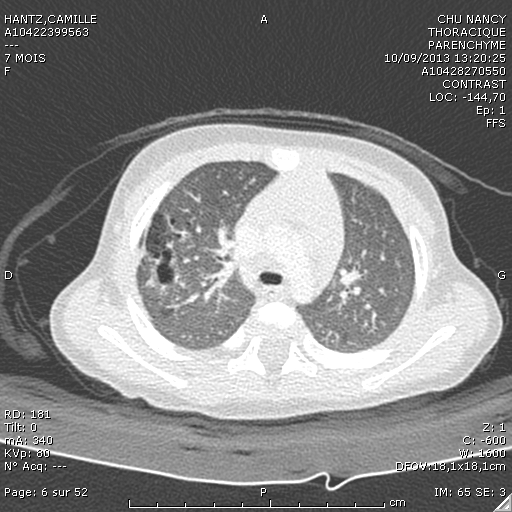 HANTZ,CAMILLE
A10422399563
---
7 MOIS
F
A
CHU NANCY
THORACIQUE
PARENCHYME
10/09/2013 13:20:25
A10428270550
CONTRAST
LOC: -144,70
Ep: 1
FFS
D
G
RD: 181
Tilt: 0
mA: 340
KVp: 80
N° Acq: ---
Page: 6 sur 52
P
cm
Z: 1
C: -600
W: 1600
DFOV:18,1x18,1cm
IM: 65 SE: 3